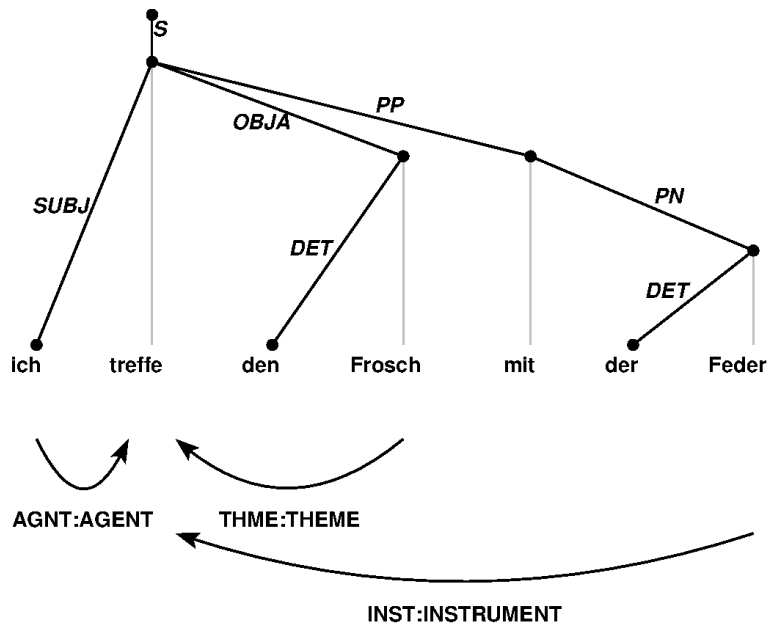 S
PP
OBJA
PN
SUBJ
DET
DET
ich treffe den Frosch mit der Feder
AGNT:AGENT THME:THEME
INST:INSTRUMENT